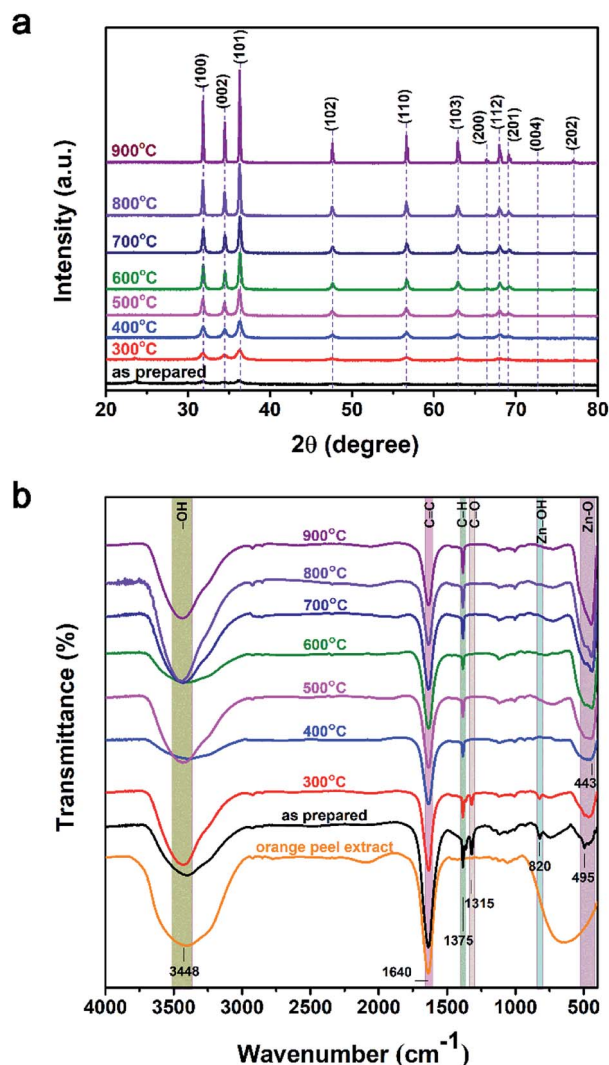 a
(100)
(002)
(101)
(102)
(110)
(103)
(200)
(112)
(201)
(004)
(202)
900°C
800°C
700°C
600°C
500°C
400°C
300°C
as prepared
Intensity (a.u.)
20 30 40 50 60 70 80
2θ (degree)
b
–OH
C=C
C–H
C–O
Zn–OH
Zn-O
900°C
800°C
700°C
600°C
500°C
400°C
443
300°C
as prepared
orange peel extract
820
495
1315
1375
3448
1640
Transmittance (%)
4000 3500 3000 2500 2000 1500 1000 500
Wavenumber (cm⁻¹)